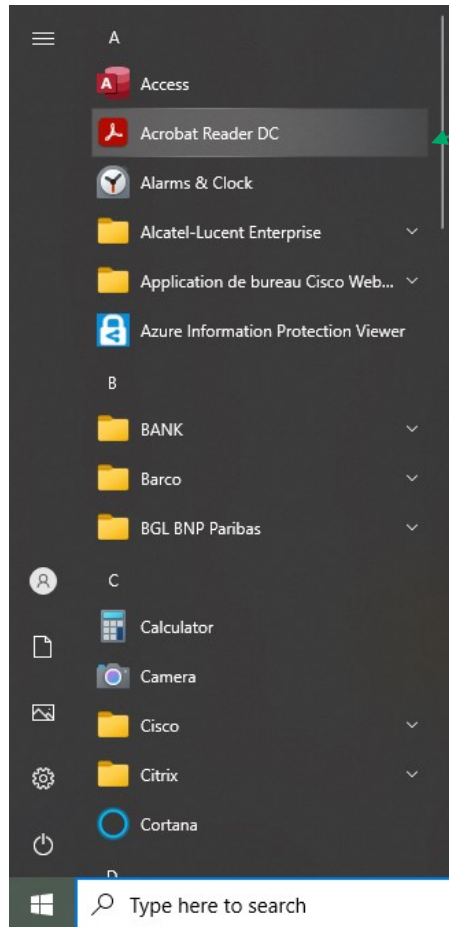 A
Access
Acrobat Reader DC
Alarms & Clock
Alcatel-Lucent Enterprise
Application de bureau Cisco Web...
Azure Information Protection Viewer
B
BANK
Barco
BGL BNP Paribas
C
Calculator
Camera
Cisco
Citrix
Cortana
D
Type here to search